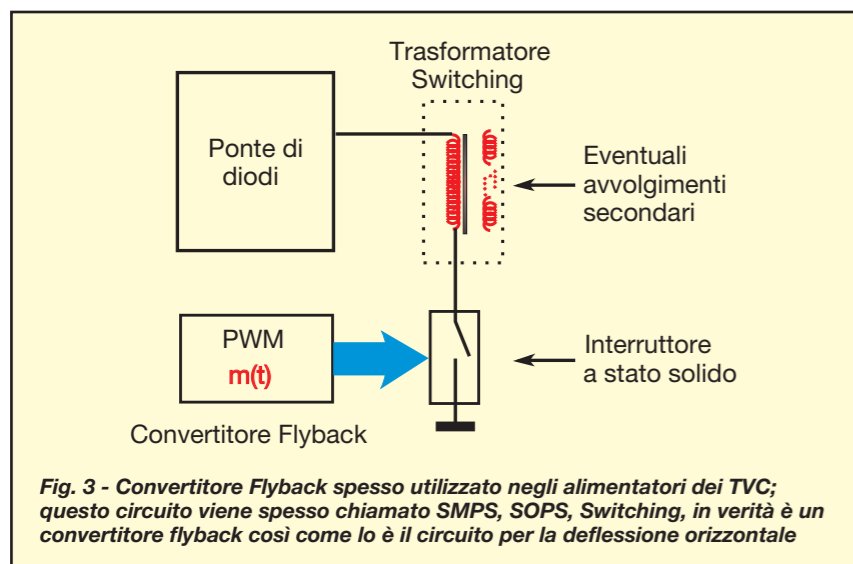 Trasformatore
Switching
Ponte di
diodi
Eventuali
avvolgimenti
secondari
PWM
m(t)
Interruttore
a stato solido
Convertitore Flyback
Fig. 3 - Convertitore Flyback spesso utilizzato negli alimentatori dei TVC;
questo circuito viene spesso chiamato SMPS, SOPS, Switching, in verità è un
convertitore flyback così come lo è il circuito per la deflessione orizzontale